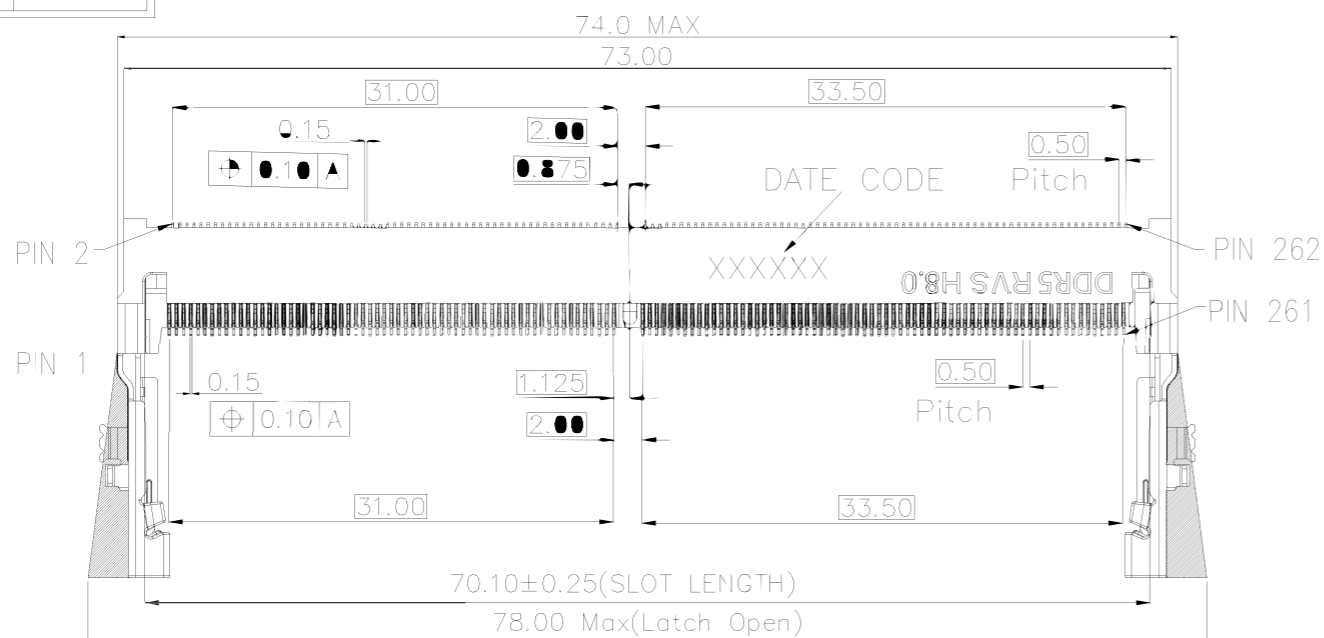 74.0 MAX
73.00
31.00
33.50
0.15
2.00
0.50
0.10 A
0.875
DATE CODE
Pitch
PIN 2
PIN 262
XXXXXX
DDR5 RVS H8.0
PIN 261
PIN 1
0.15
1.125
0.50
0.10 A
2.00
Pitch
31.00
33.50
70.10±0.25(SLOT LENGTH)
78.00 Max(Latch Open)